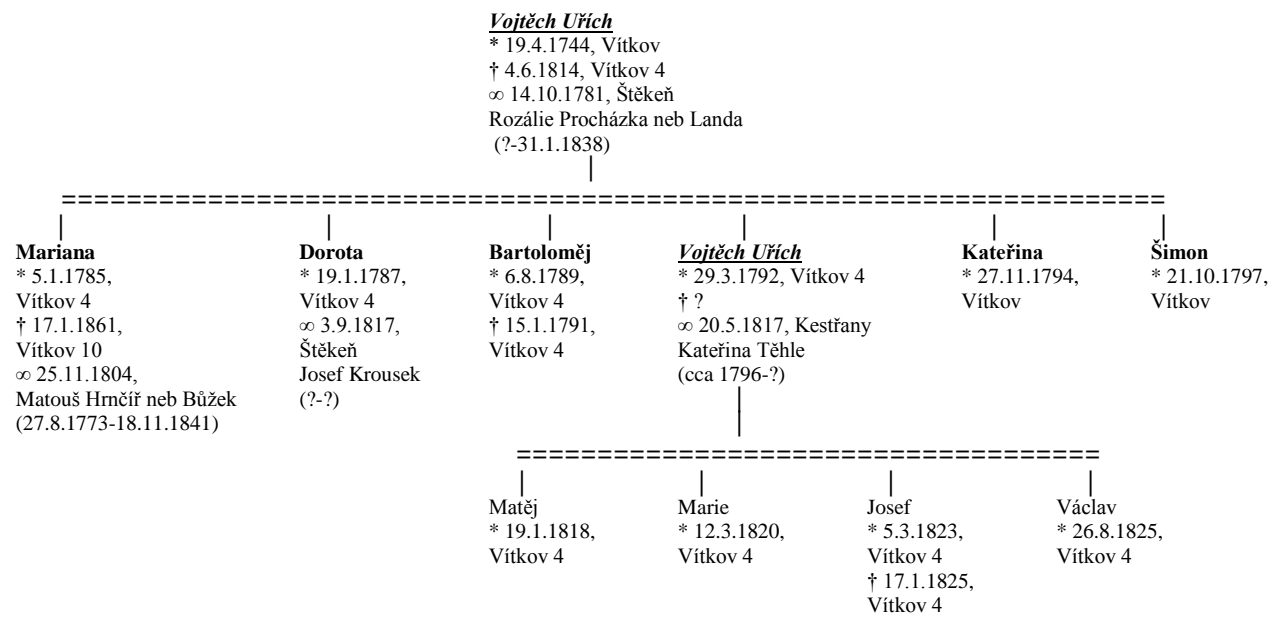 Vojtěch Uřích
* 19.4.1744, Vítkov
† 4.6.1814, Vítkov 4
∞ 14.10.1781, Štěkeň
Rozálie Procházka neb Landa
(?-31.1.1838)
Mariana
* 5.1.1785,
Vítkov 4
† 17.1.1861,
Vítkov 10
∞ 25.11.1804,
Matouš Hrnčíř neb Bůžek
(27.8.1773-18.11.1841)
Dorota
* 19.1.1787,
Vítkov 4
∞ 3.9.1817,
Štěkeň
Josef Krousek
(?-?)
Bartoloměj
* 6.8.1789,
Vítkov 4
† 15.1.1791,
Vítkov 4
Vojtěch Uřích
* 29.3.1792, Vítkov 4
† ?
∞ 20.5.1817, Kestřany
Kateřina Těhle
(cca 1796-?)
Kateřina
* 27.11.1794,
Vítkov
Šimon
* 21.10.1797,
Vítkov
Matěj
* 19.1.1818,
Vítkov 4
Marie
* 12.3.1820,
Vítkov 4
Josef
* 5.3.1823,
Vítkov 4
† 17.1.1825,
Vítkov 4
Václav
* 26.8.1825,
Vítkov 4